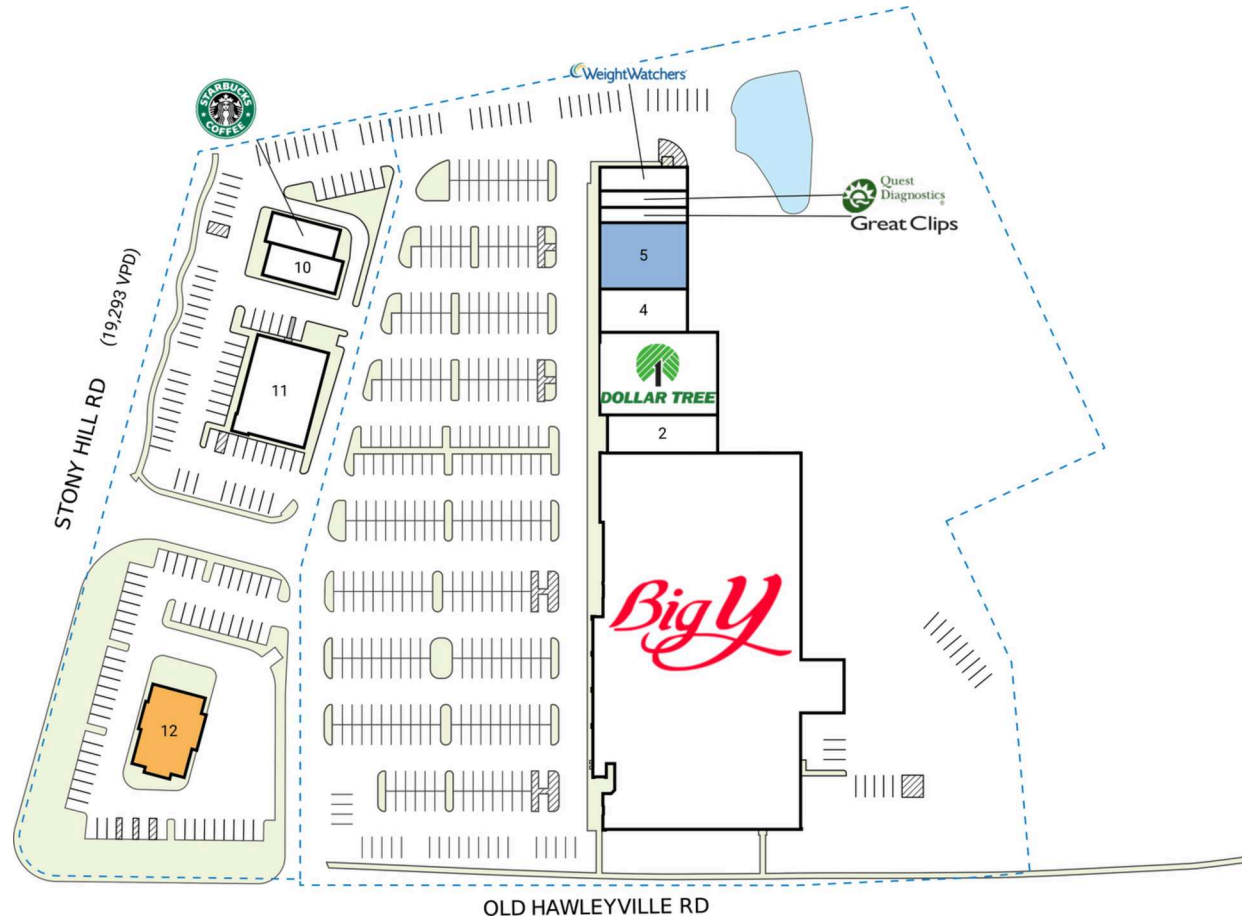 WeightWatchers
STARBUCKS
COFFEE
Quest
Diagnostics®
Great Clips
5
10
(19,293 VPD)
4
DOLLAR TREE
11
2
STONY HILL RD
Big Y
12
OLD HAWLEYVILLE RD